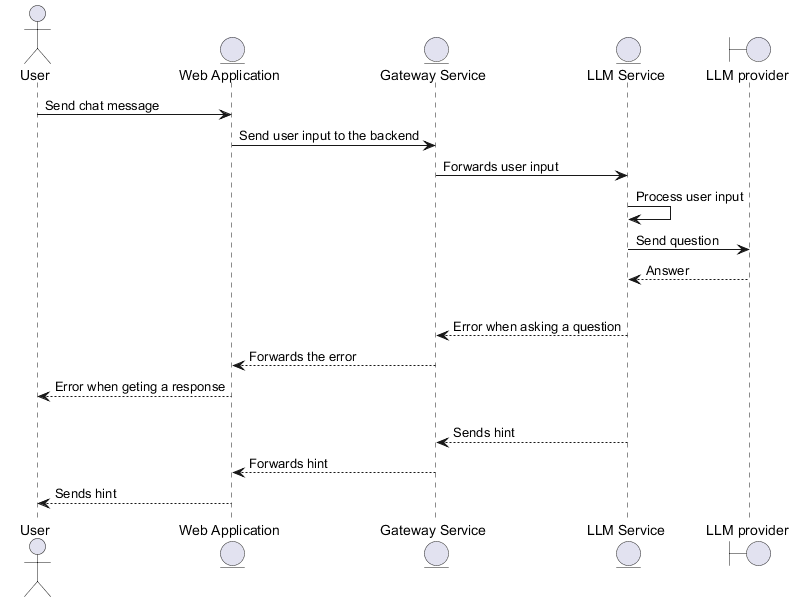 User
Web Application
Gateway Service
LLM Service
LLM provider
Send chat message
Send user input to the backend
Forwards user input
Process user input
Send question
Answer
Error when asking a question
Forwards the error
Error when geting a response
Sends hint
Forwards hint
Sends hint
User
Web Application
Gateway Service
LLM Service
LLM provider